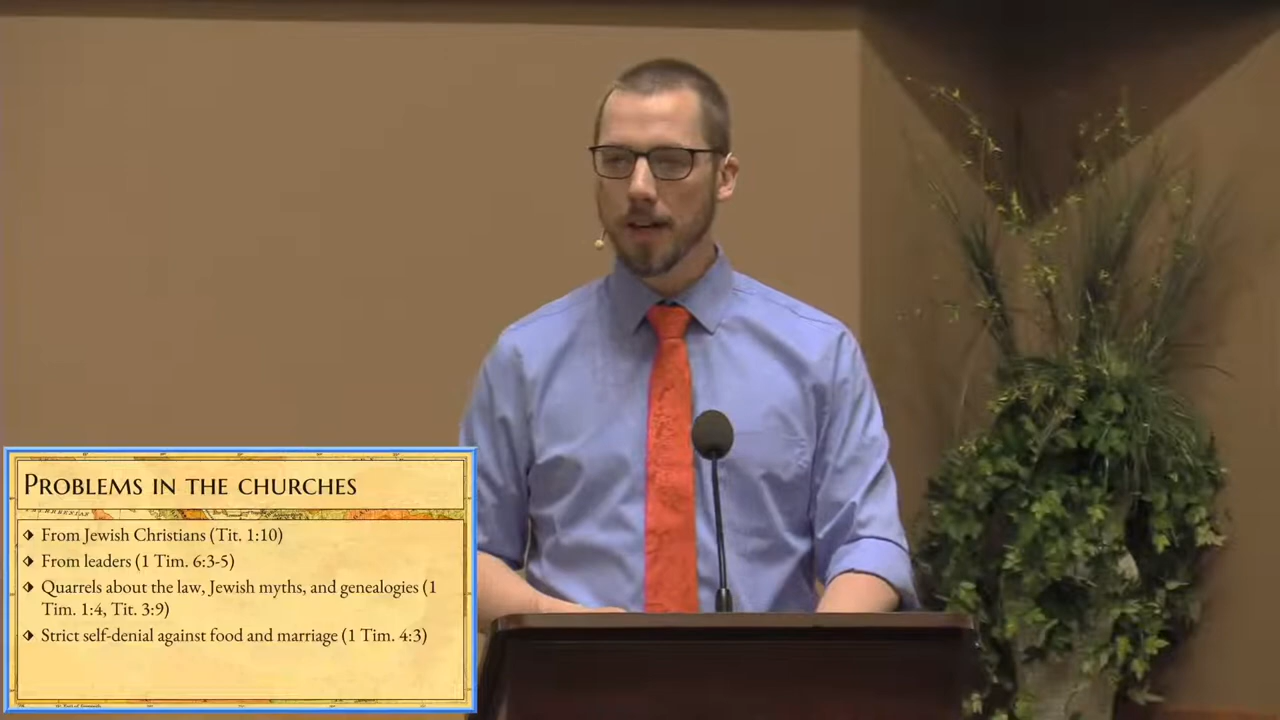 PROBLEMS IN THE CHURCHES
From Jewish Christians (Tit. 1:10)
From leaders (1 Tim. 6:3-5)
Quarrels about the law, Jewish myths, and genealogies (1
Tim. 1:4, Tit. 3:9)
Strict self-denial against food and marriage (1 Tim. 4:3)